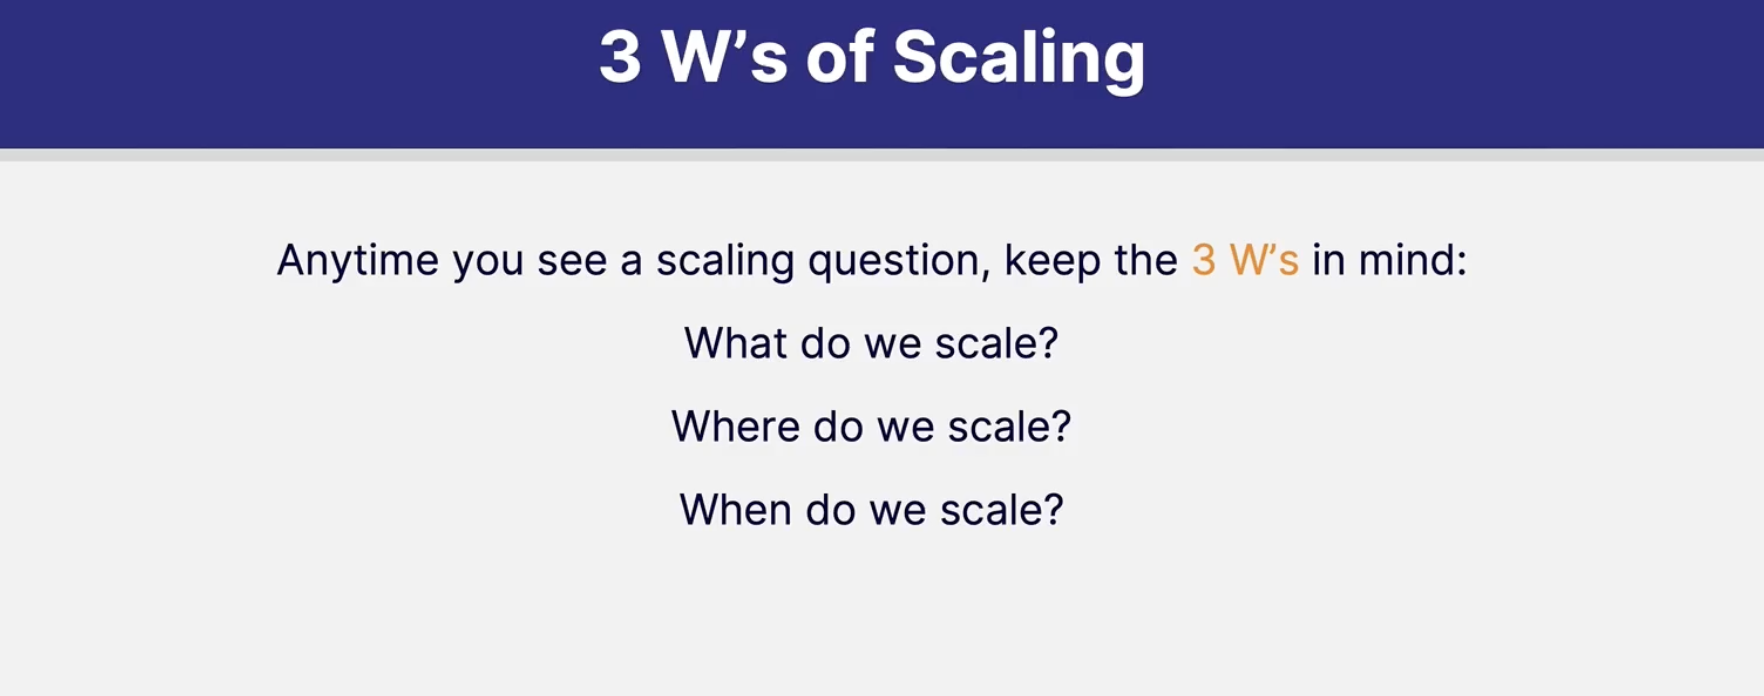 3 W’s of Scaling
Anytime you see a scaling question, keep the 3 W’s in mind:
What do we scale?
Where do we scale?
When do we scale?